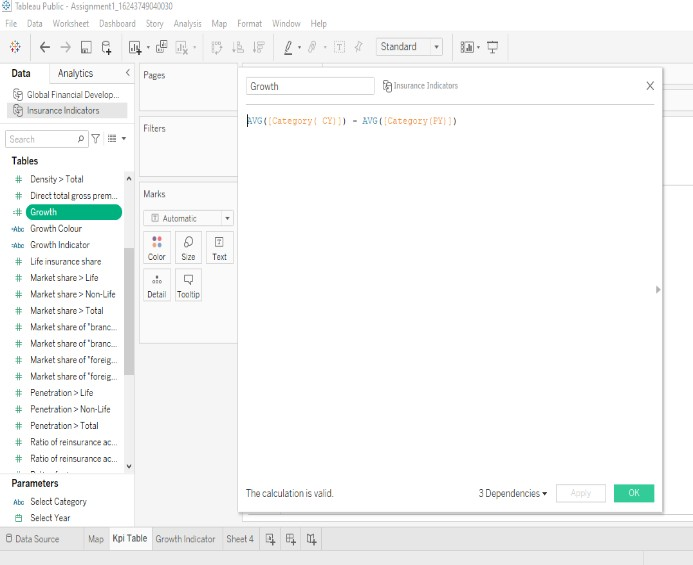 Tableau Public - Assignment1_16243749040030
File Data Worksheet Dashboard Story Analysis Map Format Window Help
Standard
Data Analytics
Global Financial Develop...
Insurance Indicators
Search
Tables
Density > Total
Direct total gross prem...
Growth
Abc Growth Colour
Abc Growth Indicator
Life insurance share
Market share > Life
Market share > Non-Life
Market share > Total
Market share of "branc...
Market share of "branc...
Market share of "foreig...
Market share of "foreig...
Penetration > Life
Penetration > Non-Life
Penetration > Total
Ratio of reinsurance ac...
Ratio of reinsurance ac...
Parameters
Abc Select Category
Select Year
Pages
Filters
Marks
Automatic
Color Size Text
Detail Tooltip
Growth Insurance Indicators X
AVG([Category( CY)]) - AVG([Category(PY)])
The calculation is valid. 3 Dependencies Apply OK
Data Source Map Kpi Table Growth Indicator Sheet 4